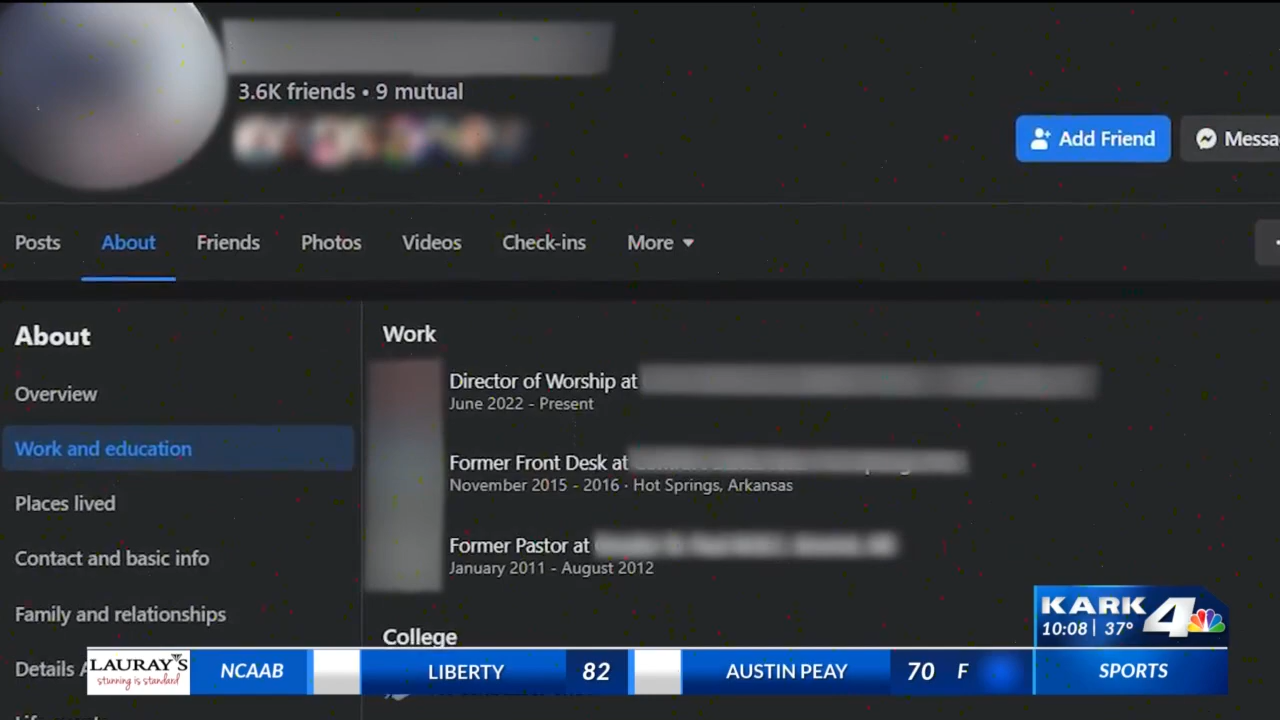 3.6K friends • 9 mutual
Add Friend
Messa
Posts
About
Friends
Photos
Videos
Check-ins
More
About
Overview
Work and education
Places lived
Contact and basic info
Family and relationships
Details A
Work
Director of Worship at
June 2022 - Present
Former Front Desk at
November 2015 - 2016 · Hot Springs, Arkansas
Former Pastor at
January 2011 - August 2012
College
KARK 4
10:08 | 37°
LAURAY'S
stunning is standard
NCAAB
LIBERTY 82
AUSTIN PEAY 70 F
SPORTS